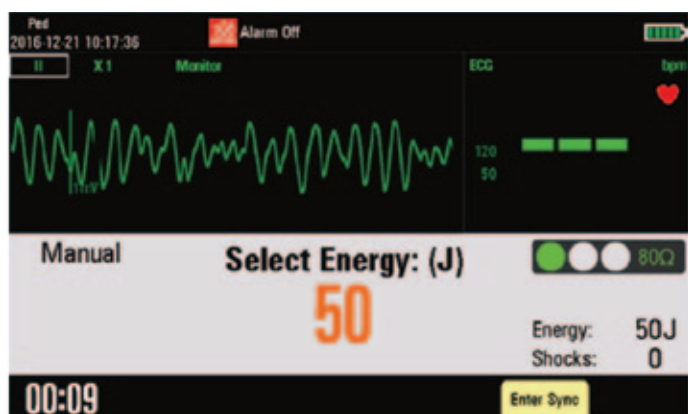 Ped
2016-12-21 10:17:36
Alarm Off
II X1 Monitor
ECG bpm
1mV
120
50
Manual
Select Energy: (J)
50
80Ω
Energy: 50J
Shocks: 0
00:09
Enter Sync